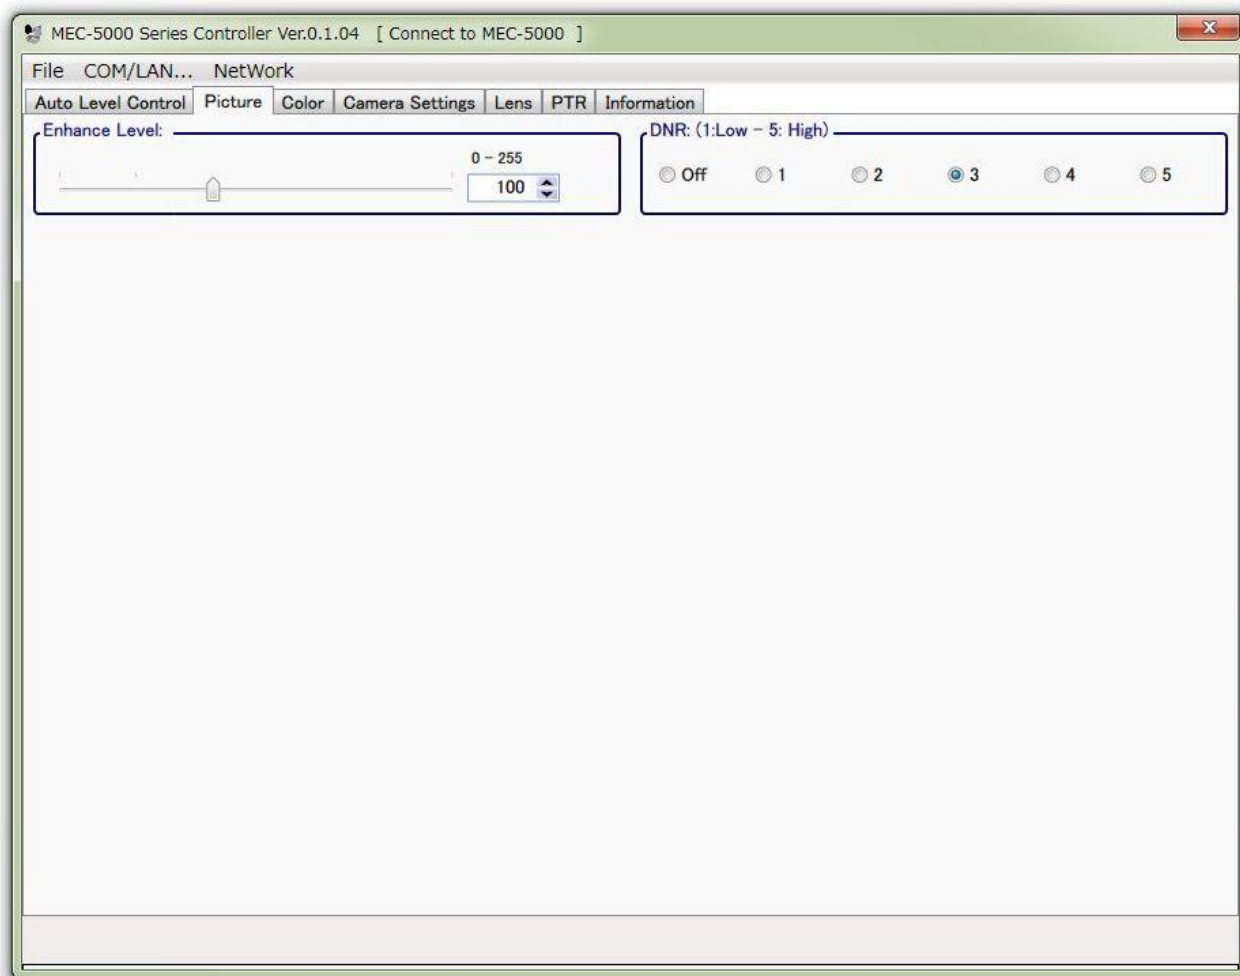 MEC-5000 Series Controller Ver.0.1.04 [ Connect to MEC-5000 ]
File COM/LAN... NetWork
Auto Level Control Picture Color Camera Settings Lens PTR Information
Enhance Level:
0 - 255
100
DNR: (1:Low - 5: High)
Off 1 2 3 4 5